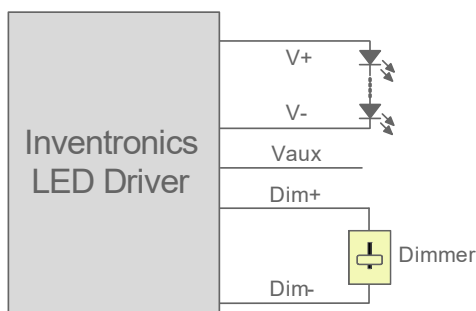 Inventronics
LED Driver
V+
V-
Vaux
Dim+
Dimmer
Dim-